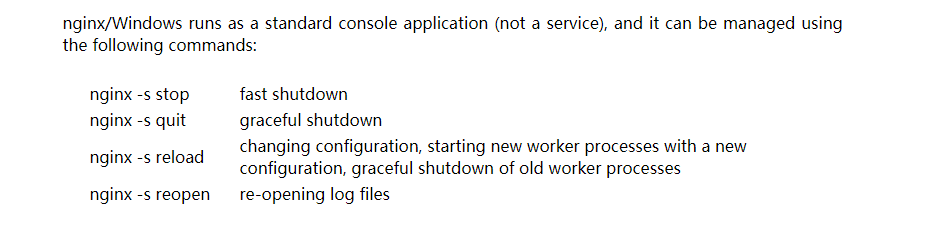 nginx/Windows runs as a standard console application (not a service), and it can be managed using
the following commands:
nginx -s stop fast shutdown
nginx -s quit graceful shutdown
nginx -s reload changing configuration, starting new worker processes with a new
configuration, graceful shutdown of old worker processes
nginx -s reopen re-opening log files